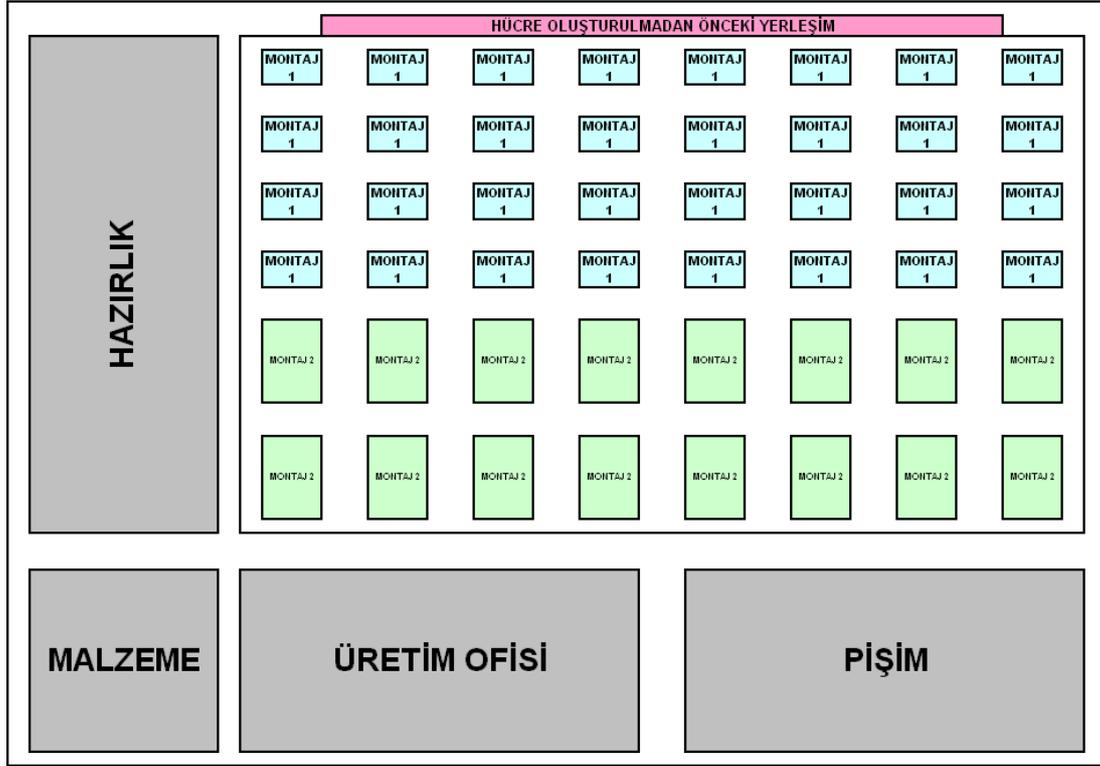 HÜCRE OLUŞTURULMADAN ÖNCEKİ YERLEŞİM
HAZIRLIK
MONTAJ MONTAJ MONTAJ MONTAJ MONTAJ MONTAJ MONTAJ MONTAJ
1 1 1 1 1 1 1 1
MONTAJ MONTAJ MONTAJ MONTAJ MONTAJ MONTAJ MONTAJ MONTAJ
1 1 1 1 1 1 1 1
MONTAJ MONTAJ MONTAJ MONTAJ MONTAJ MONTAJ MONTAJ MONTAJ
1 1 1 1 1 1 1 1
MONTAJ MONTAJ MONTAJ MONTAJ MONTAJ MONTAJ MONTAJ MONTAJ
1 1 1 1 1 1 1 1
MONTAJ 2 MONTAJ 2 MONTAJ 2 MONTAJ 2 MONTAJ 2 MONTAJ 2 MONTAJ 2 MONTAJ 2
MONTAJ 2 MONTAJ 2 MONTAJ 2 MONTAJ 2 MONTAJ 2 MONTAJ 2 MONTAJ 2 MONTAJ 2
MALZEME ÜRETİM OFİSİ PİŞİM